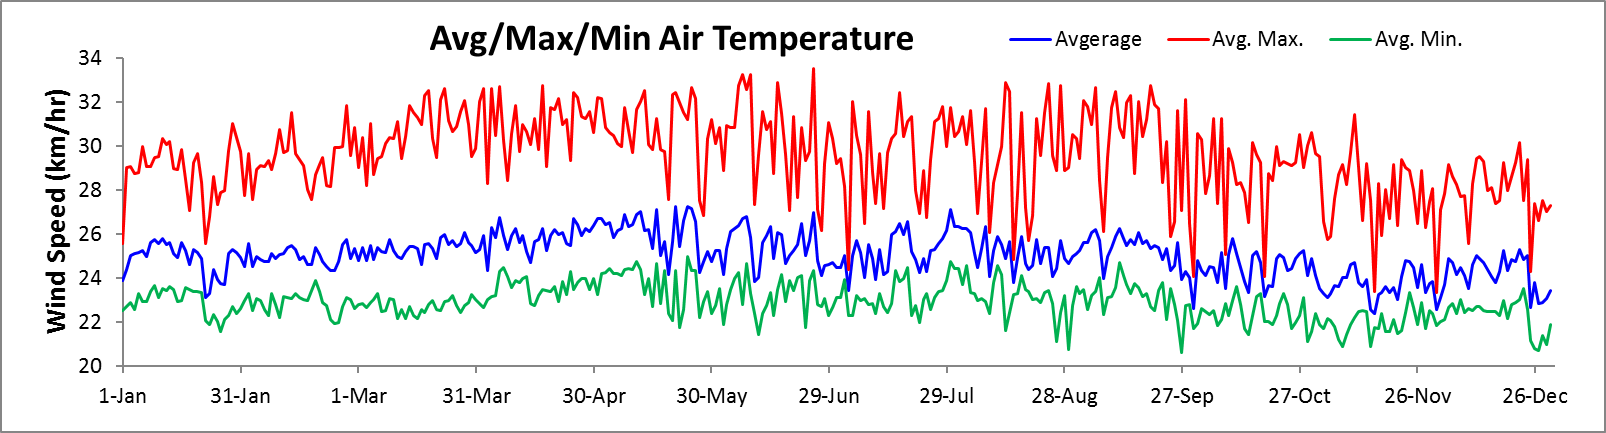 Avg/Max/Min Air Temperature
Avgerage
Avg. Max.
Avg. Min.
Wind Speed (km/hr)
34
32
30
28
26
24
22
20
1-Jan
31-Jan
1-Mar
31-Mar
30-Apr
30-May
29-Jun
29-Jul
28-Aug
27-Sep
27-Oct
26-Nov
26-Dec